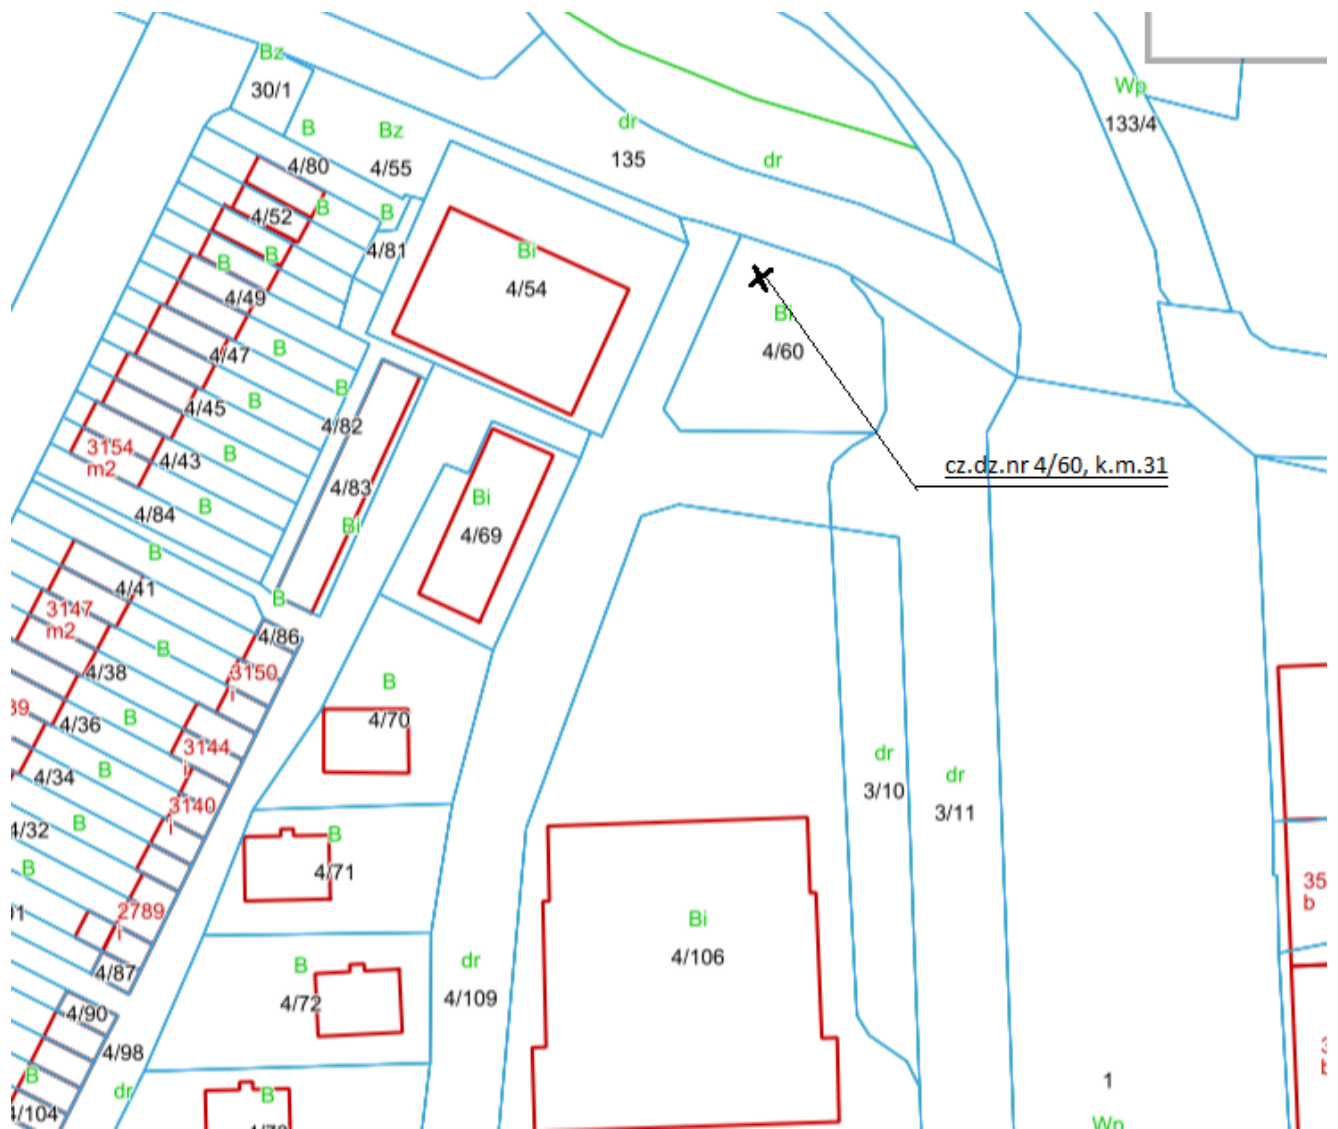 Bz
30/1
B
Bz
4/80
4/55
dr
135
dr
Wp
133/4
4/52
B
B
4/81
B
B
4/49
Bi
4/54
Bi
4/60
4/47
B
B
4/45
B
4/82
3154
m2
4/43
B
4/83
cz.dz.nr 4/60, k.m.31
4/84
B
Bi
Bi
4/69
B
4/41
B
3147
m2
4/86
B
4/38
3150
i
B
4/70
4/36
B
3144
i
4/34
B
3140
i
dr
3/10
dr
3/11
4/32
B
B
4/71
B
2789
i
Bi
4/106
4/87
B
4/72
dr
4/109
4/90
4/98
B
dr
4/104
B
1
Wp
35
b